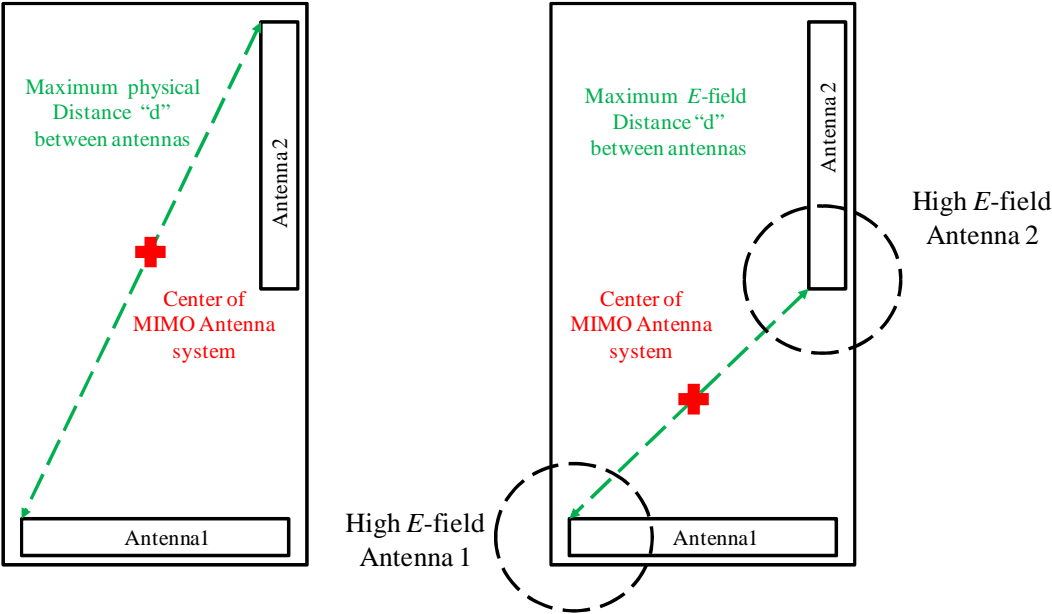 Maximum physical
Distance “d”
between antennas
Antenna 2
Center of
MIMO Antenna
system
Antenna1
Maximum E-field
Distance “d”
between antennas
Antenna 2
High E-field
Antenna 2
Center of
MIMO Antenna
system
High E-field
Antenna 1
Antenna1